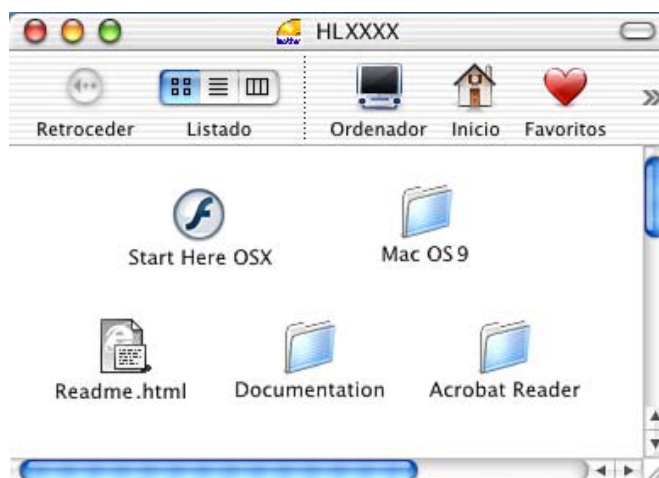 HLXXXX
Retroceder Listado Ordenador Inicio Favoritos
Start Here OSX Mac OS 9
Readme.html Documentation Acrobat Reader